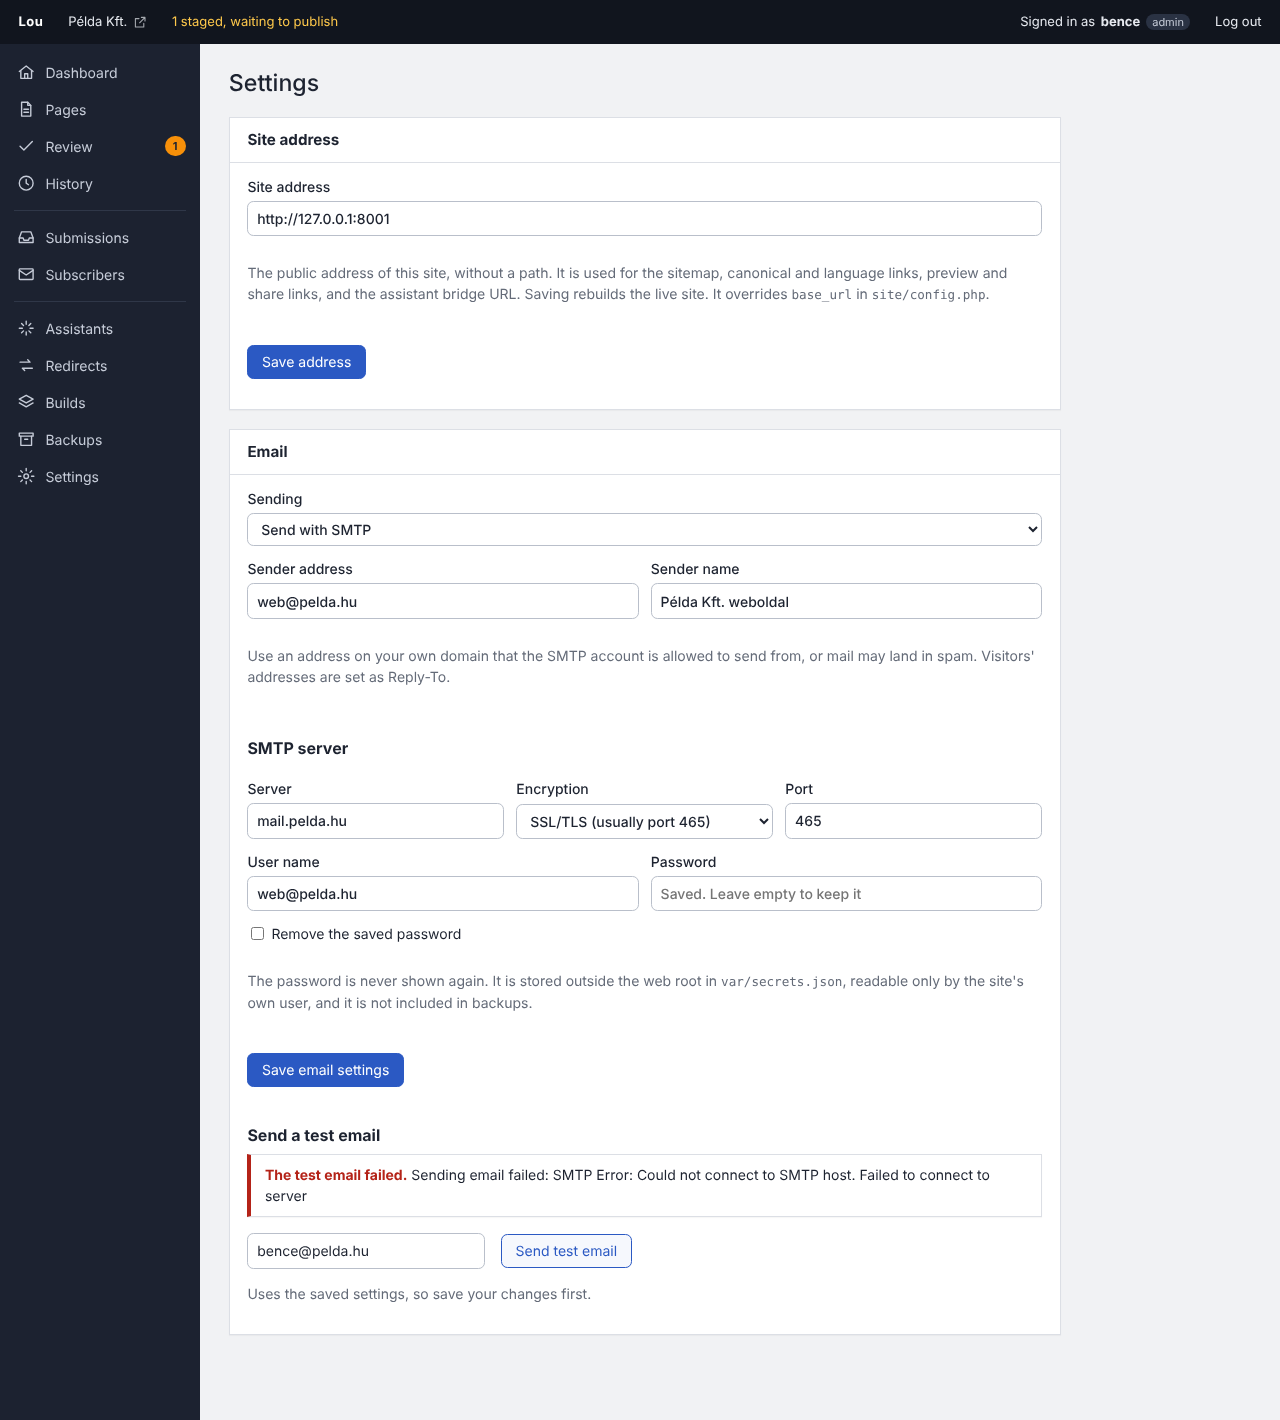 Lou
Példa Kft.
1 staged, waiting to publish
Signed in as bence admin
Log out
Dashboard
Pages
Review 1
History
Submissions
Subscribers
Assistants
Redirects
Builds
Backups
Settings
Settings
Site address
Site address
http://127.0.0.1:8001
The public address of this site, without a path. It is used for the sitemap, canonical and language links, preview and
share links, and the assistant bridge URL. Saving rebuilds the live site. It overrides base_url in site/config.php.
Save address
Email
Sending
Send with SMTP
Sender address
web@pelda.hu
Sender name
Példa Kft. weboldal
Use an address on your own domain that the SMTP account is allowed to send from, or mail may land in spam. Visitors'
addresses are set as Reply-To.
SMTP server
Server
mail.pelda.hu
Encryption
SSL/TLS (usually port 465)
Port
465
User name
web@pelda.hu
Password
Saved. Leave empty to keep it
Remove the saved password
The password is never shown again. It is stored outside the web root in var/secrets.json, readable only by the site's
own user, and it is not included in backups.
Save email settings
Send a test email
The test email failed. Sending email failed: SMTP Error: Could not connect to SMTP host. Failed to connect to
server
bence@pelda.hu
Send test email
Uses the saved settings, so save your changes first.